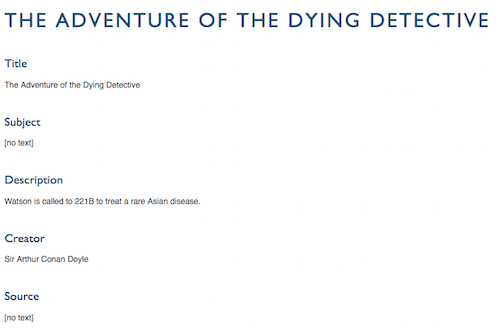 THE ADVENTURE OF THE DYING DETECTIVE
Title
The Adventure of the Dying Detective
Subject
[no text]
Description
Watson is called to 221B to treat a rare Asian disease.
Creator
Sir Arthur Conan Doyle
Source
[no text]